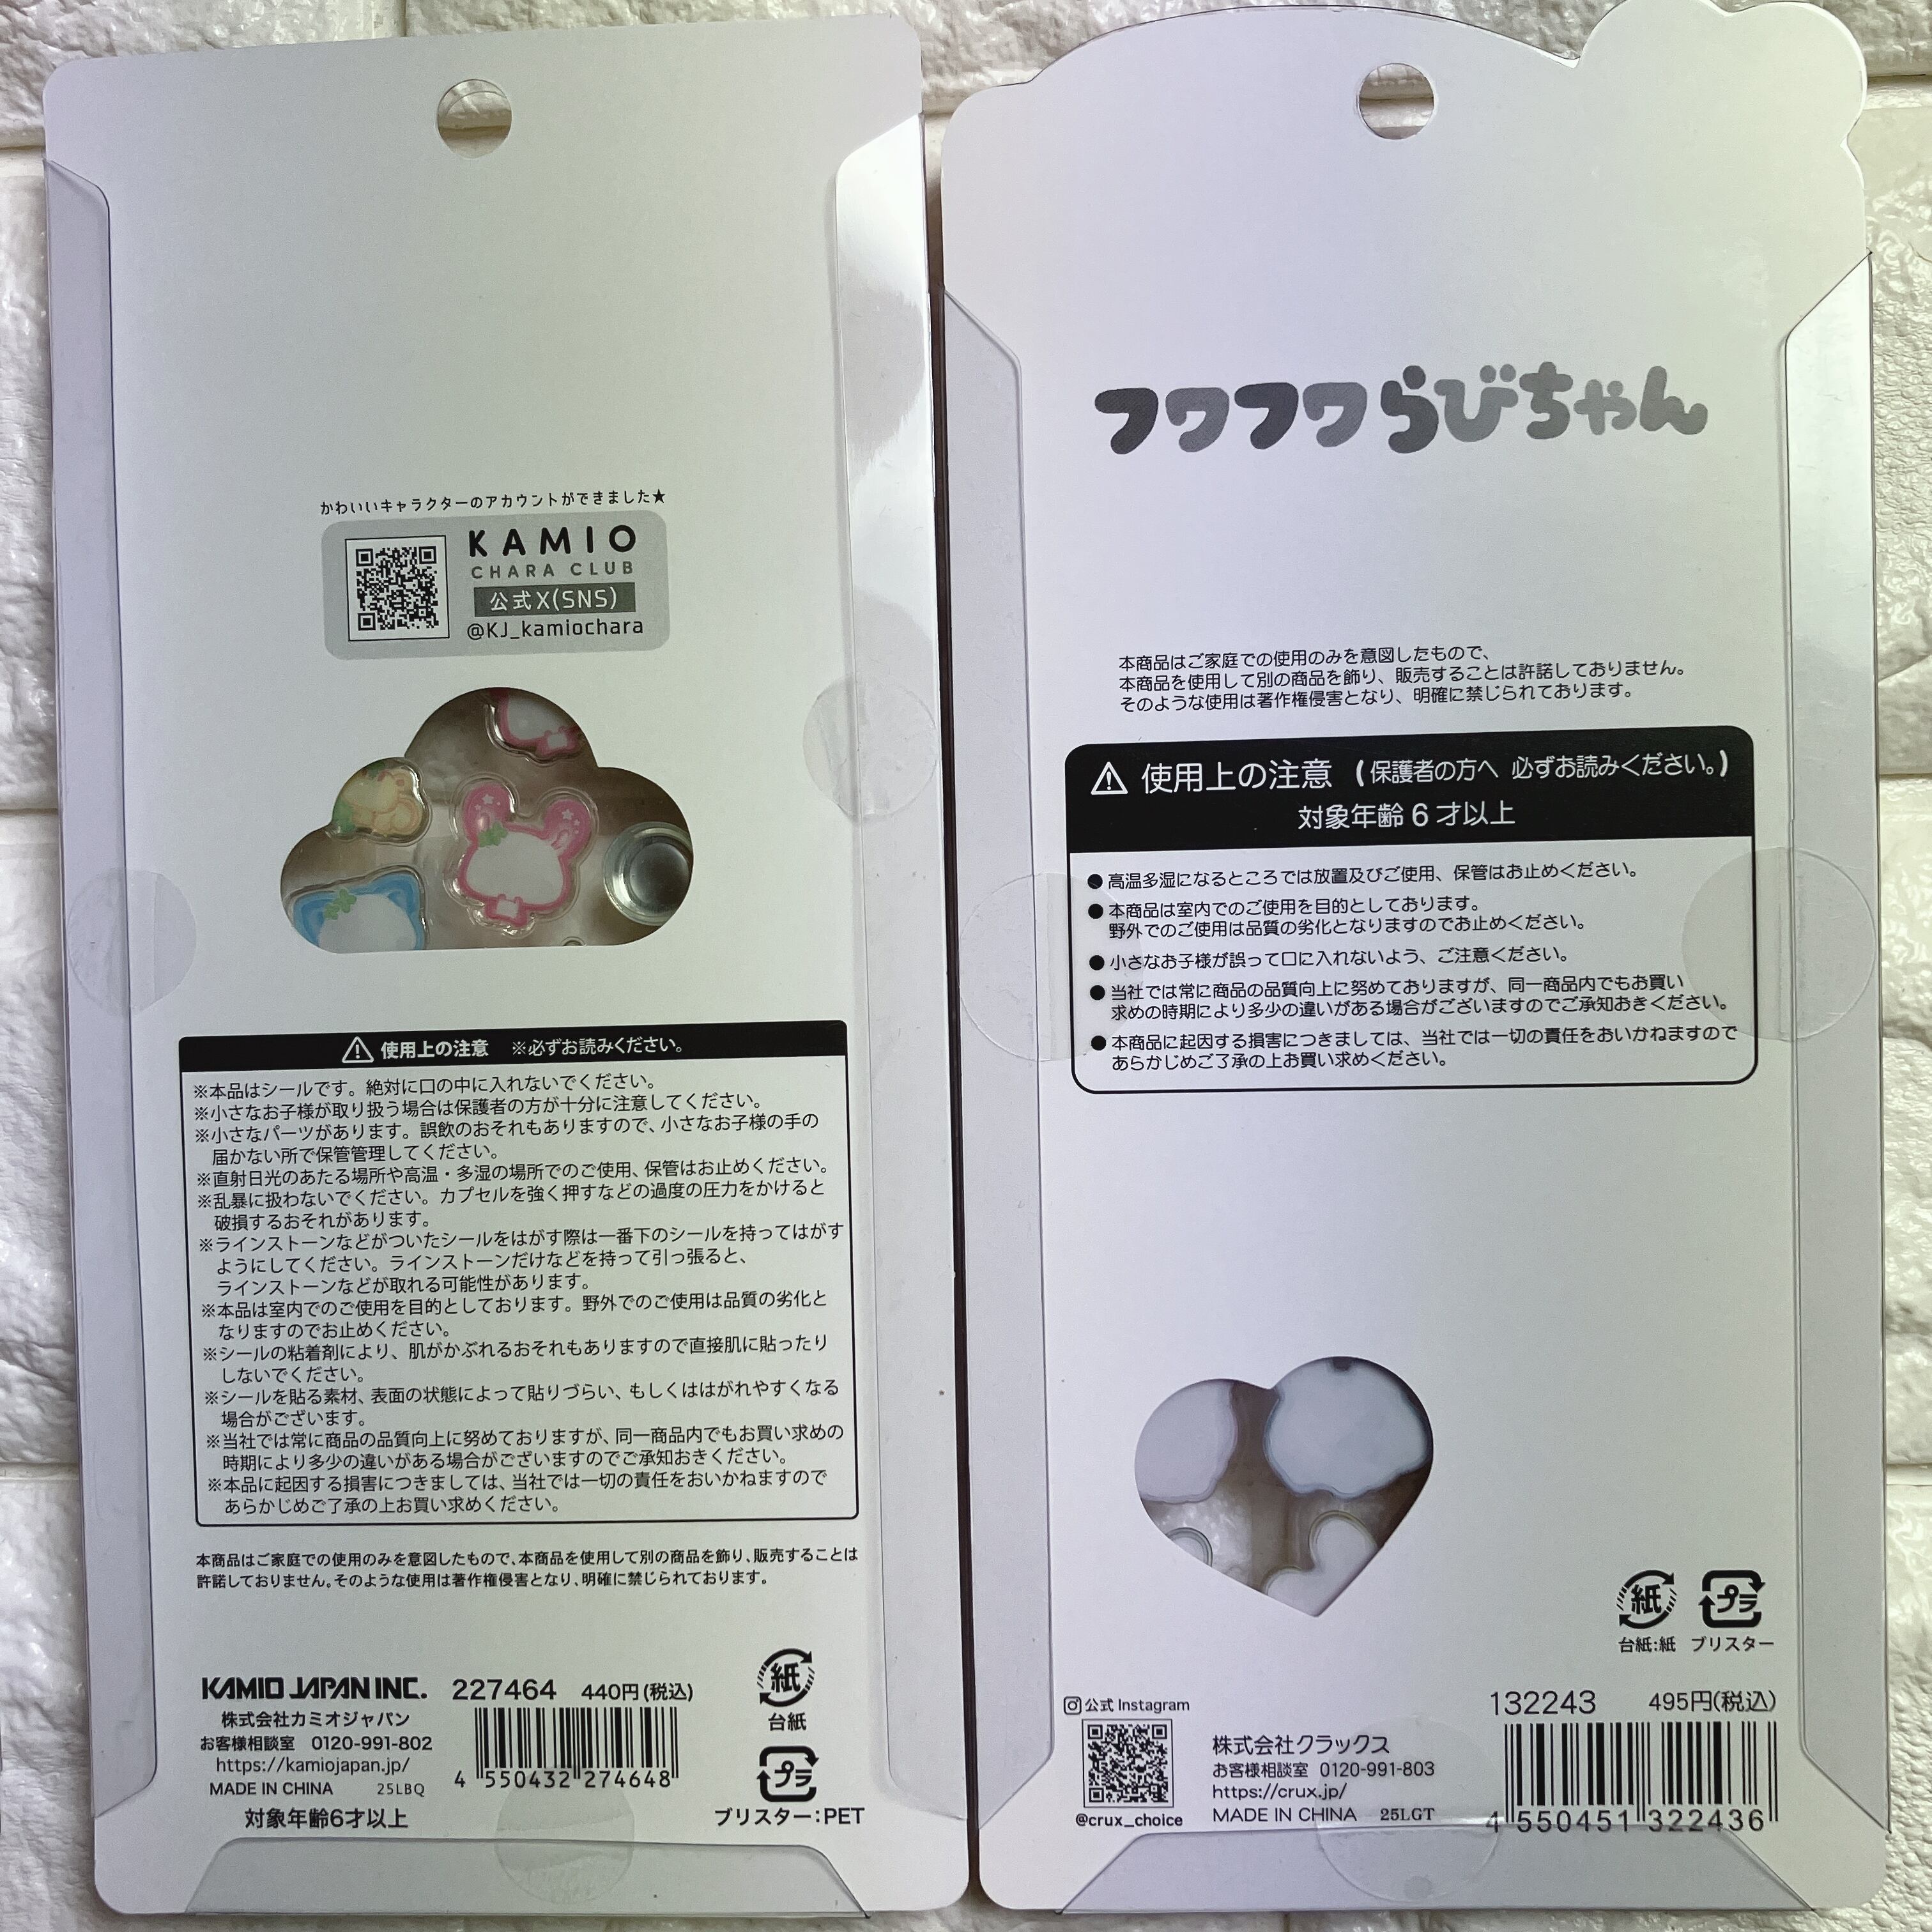 かわいいキャラクターのアカウントができました★
KAMIO
CHARA CLUB
公式X(SNS)
@KJ_kamiochara
使用上の注意 ※必ずお読みください。
※本品はシールです。絶対に口の中に入れないでください。
※小さなお子様が取り扱う場合は保護者の方が十分に注意してください。
※小さなパーツがあります。誤飲のおそれもありますので、小さなお子様の手の
届かない所で保管管理してください。
※直射日光のあたる場所や高温・多湿の場所でのご使用、保管はお止めください。
※乱暴に扱わないでください。カプセルを強く押すなどの過度の圧力をかけると
破損するおそれがあります。
※ラインストーンなどがついたシールをはがす際は一番下のシールを持ってはがす
ようにしてください。ラインストーンだけなどを持って引っ張ると、
ラインストーンなどが取れる可能性があります。
※本品は室内でのご使用を目的としております。野外でのご使用は品質の劣化と
なりますのでお止めください。
※シールの粘着剤により、肌がかぶれるおそれもありますので直接肌に貼ったり
しないでください。
※シールを貼る素材、表面の状態によって貼りづらい、もしくははがれやすくなる
場合がございます。
※当社では常に商品の品質向上に努めておりますが、同一商品内でもお買い求めの
時期により多少の違いがある場合がございますのでご承知おきください。
※本品に起因する損害につきましては、当社では一切の責任をおいかねますので
あらかじめご了承の上お買い求めください。
本商品はご家庭での使用のみを意図したもので、本商品を使用して別の商品を飾り、販売することは
許諾しておりません。そのような使用は著作権侵害となり、明確に禁じられております。
KAMIO JAPAN INC. 227464 440円(税込)
株式会社カミオジャパン
お客様相談室 0120-991-802
https://kamiojapan.jp/
MADE IN CHINA 25LBQ
対象年齢6才以上
4 550432 274648
紙
台紙
プラ
ブリスター:PET
フワフワらびちゃん
本商品はご家庭での使用のみを意図したもので、
本商品を使用して別の商品を飾り、販売することは許諾しておりません。
そのような使用は著作権侵害となり、明確に禁じられております。
使用上の注意 (保護者の方へ 必ずお読みください。)
対象年齢6才以上
●高温多湿になるところでは放置及びご使用、保管はお止めください。
●本商品は室内でのご使用を目的としております。
野外でのご使用は品質の劣化となりますのでお止めください。
●小さなお子様が誤って口に入れないよう、ご注意ください。
●当社では常に商品の品質向上に努めておりますが、同一商品内でもお買い
求めの時期により多少の違いがある場合がございますのでご承知おきください。
●本商品に起因する損害につきましては、当社では一切の責任をおいかねますので
あらかじめご了承の上お買い求めください。
紙
台紙:紙
プラ
ブリスター
公式 Instagram
@crux_choice
株式会社クラックス
お客様相談室 0120-991-803
https://crux.jp/
MADE IN CHINA 25LGT
132243 495円(税込)
4 550451 322436